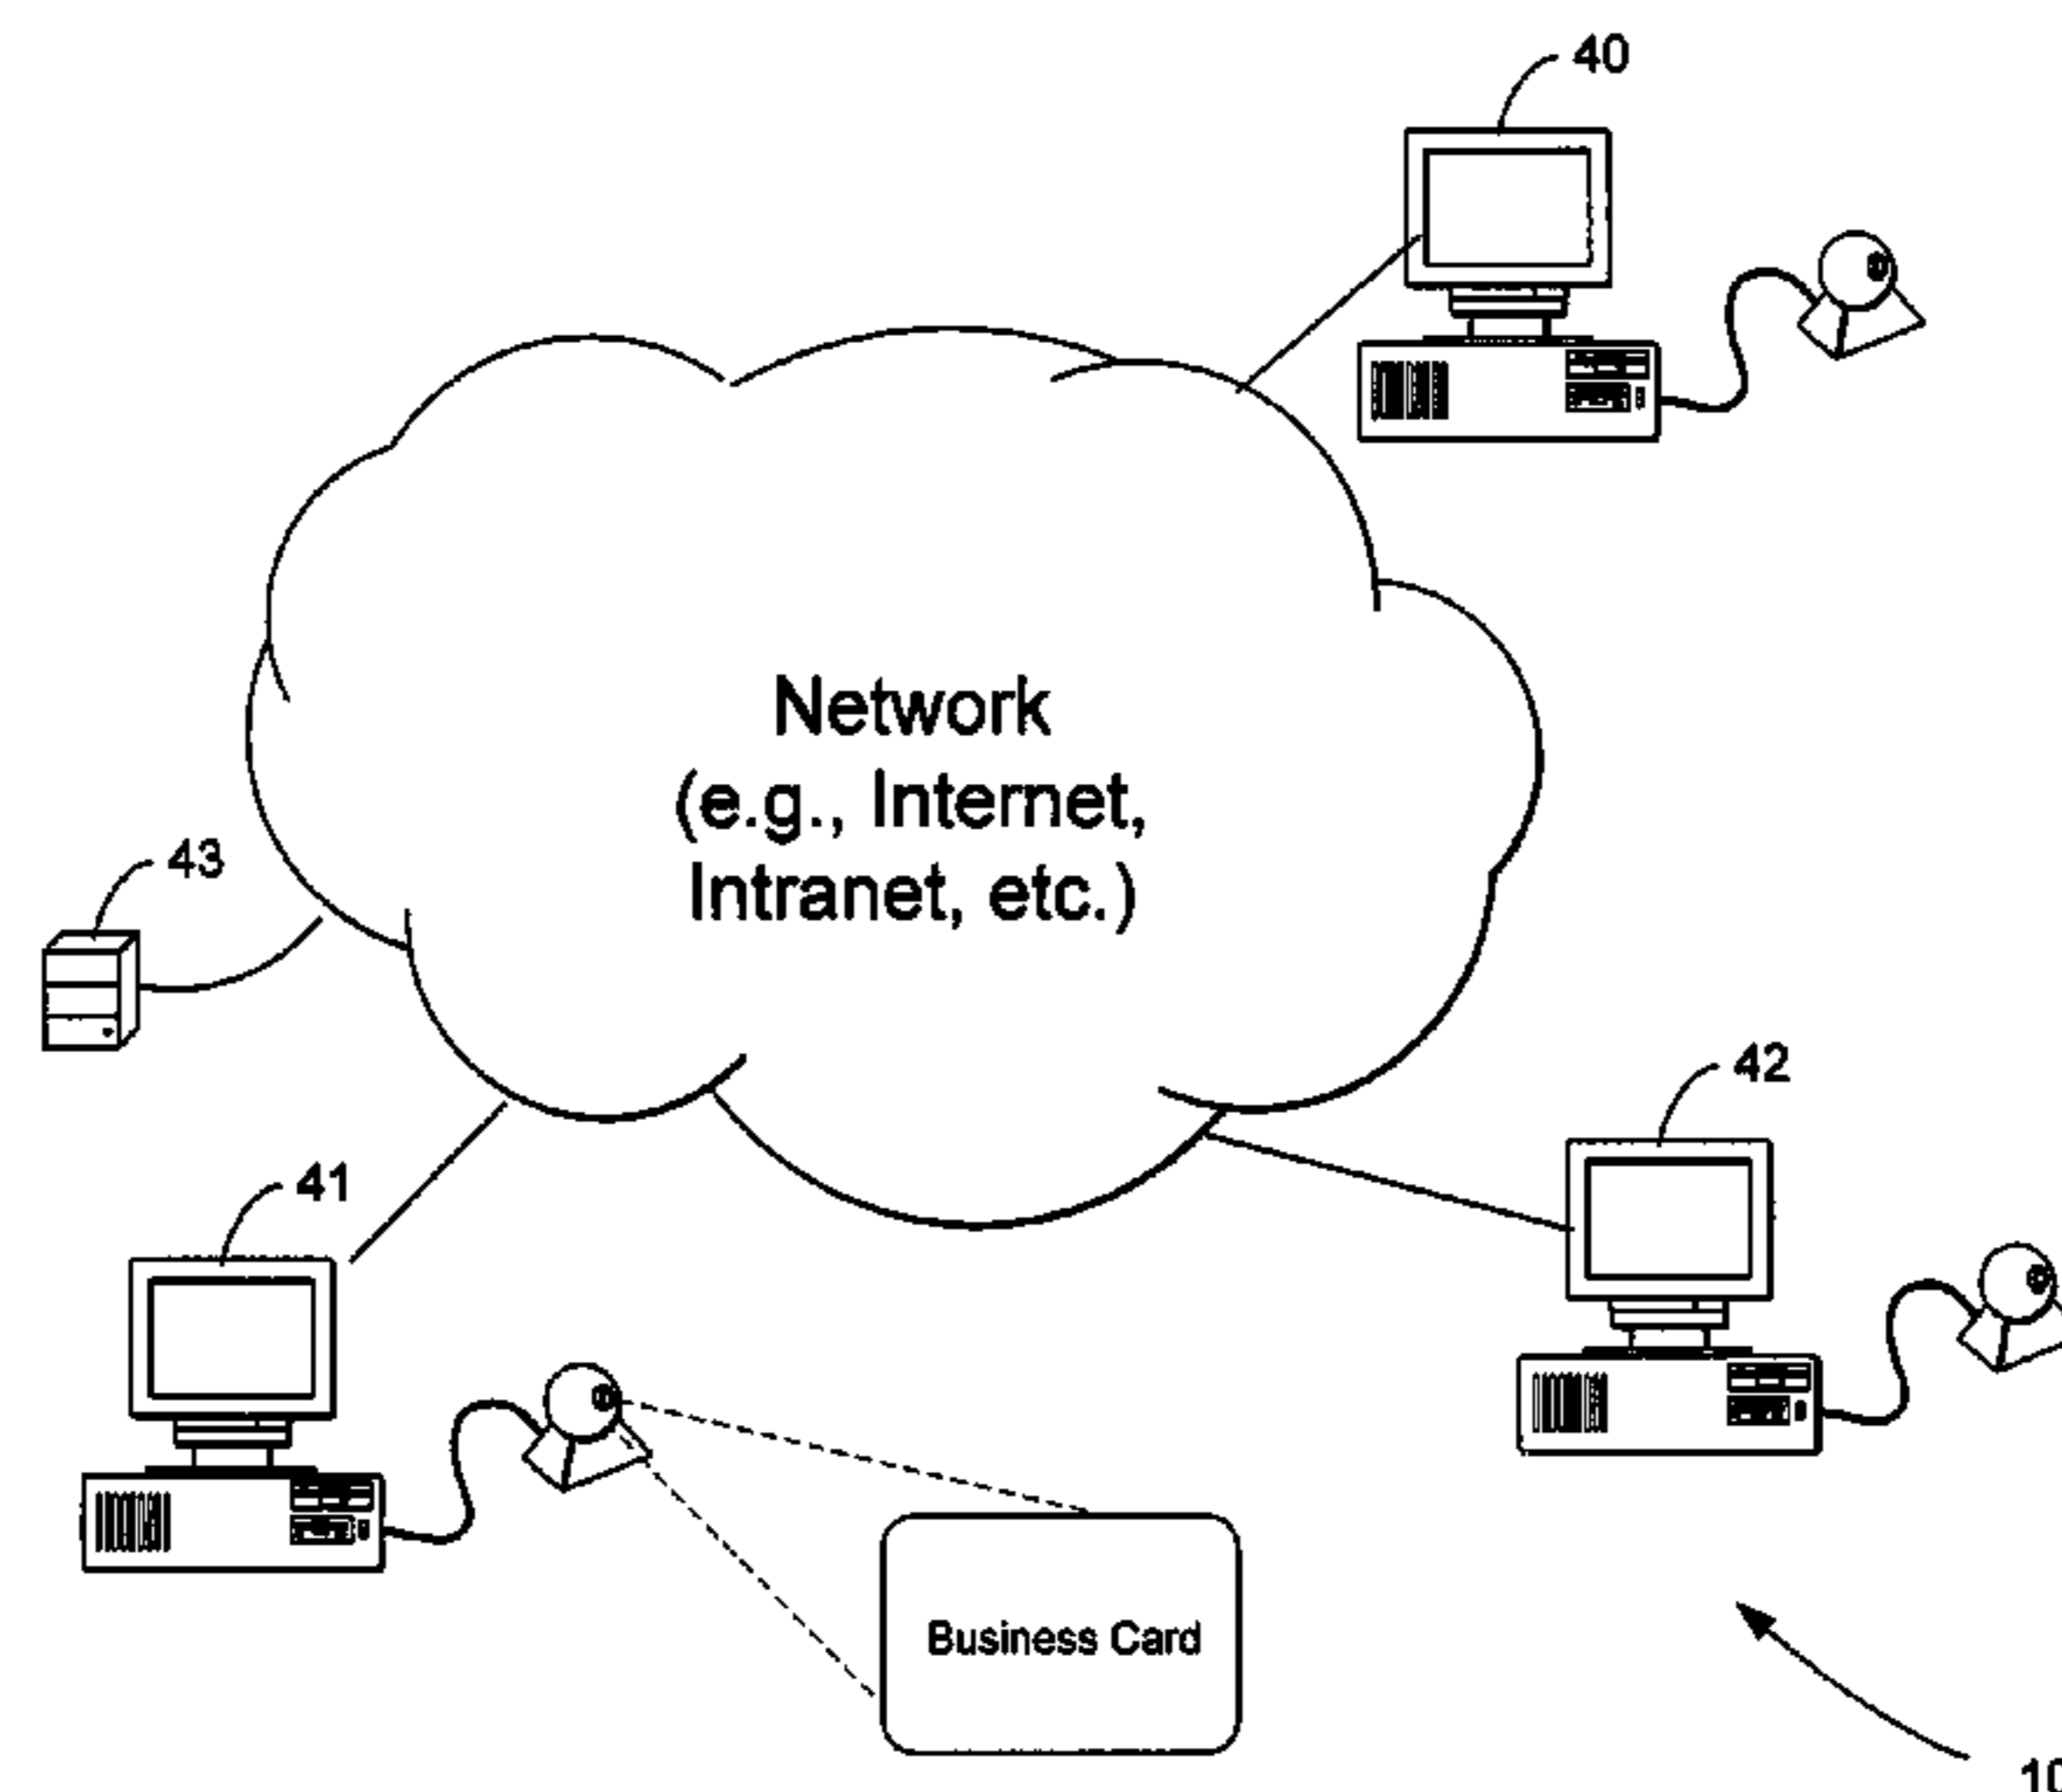 40
Network
(e.g., Internet,
Intranet, etc.)
43
42
41
Business Card